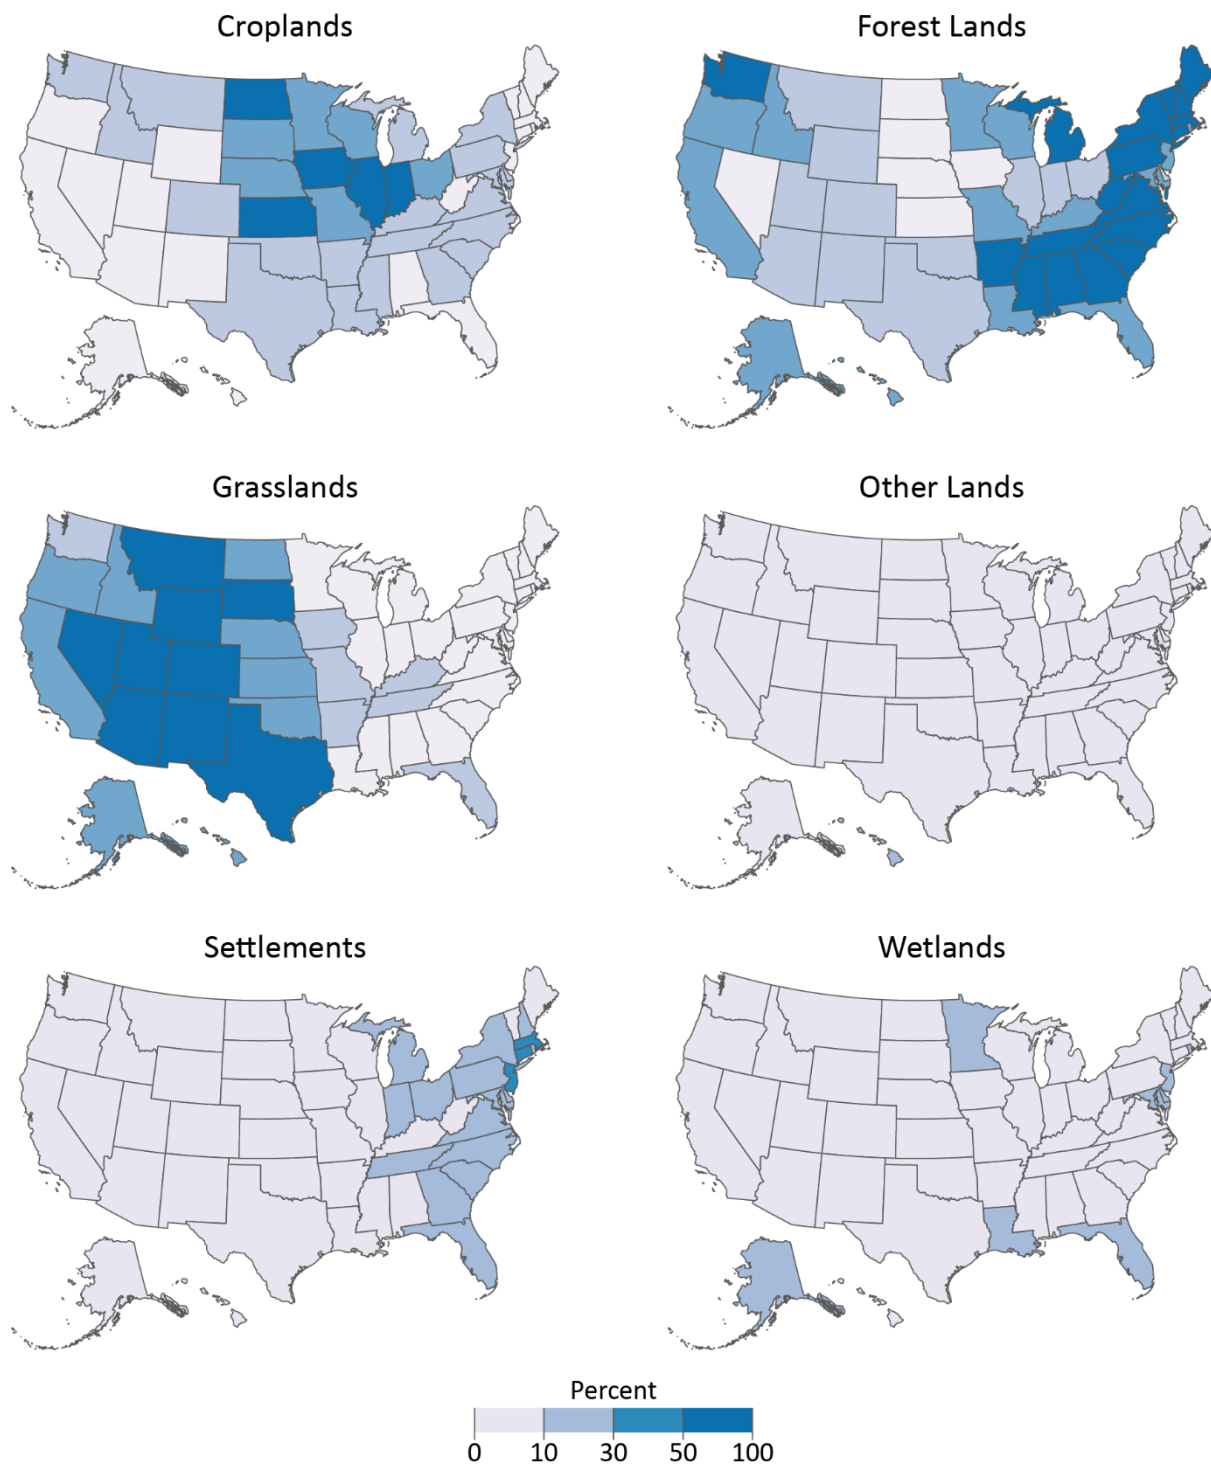 Croplands
Forest Lands
Grasslands
Other Lands
Settlements
Wetlands
Percent
0 10 30 50 100